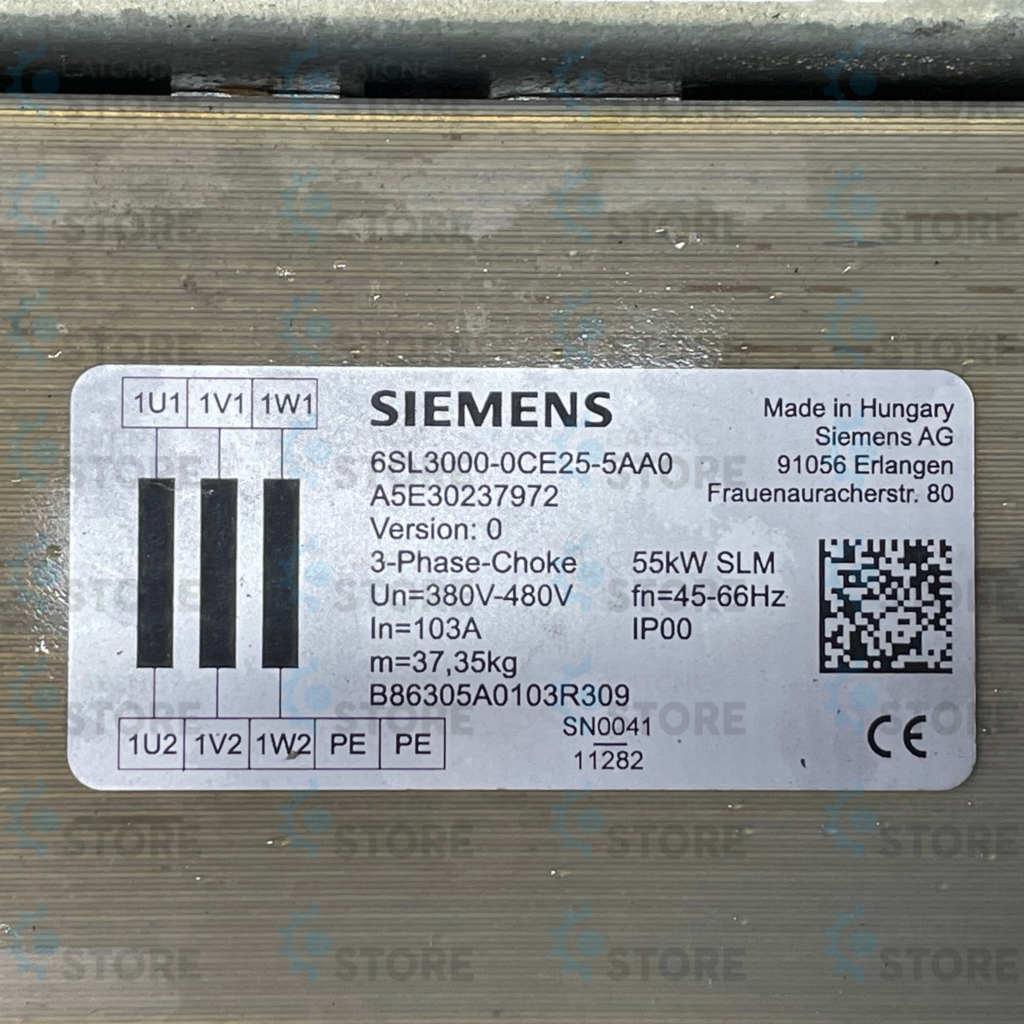 1U1 1V1 1W1
SIEMENS
6SL3000-0CE25-5AA0
A5E30237972
Version: 0
3-Phase-Choke 55kW SLM
Un=380V-480V fn=45-66Hz
In=103A IP00
m=37,35kg
B86305A0103R309
SN0041
11282
Made in Hungary
Siemens AG
91056 Erlangen
Frauenauracherstr. 80
CE
1U2 1V2 1W2 PE PE
CATCNC
STORE